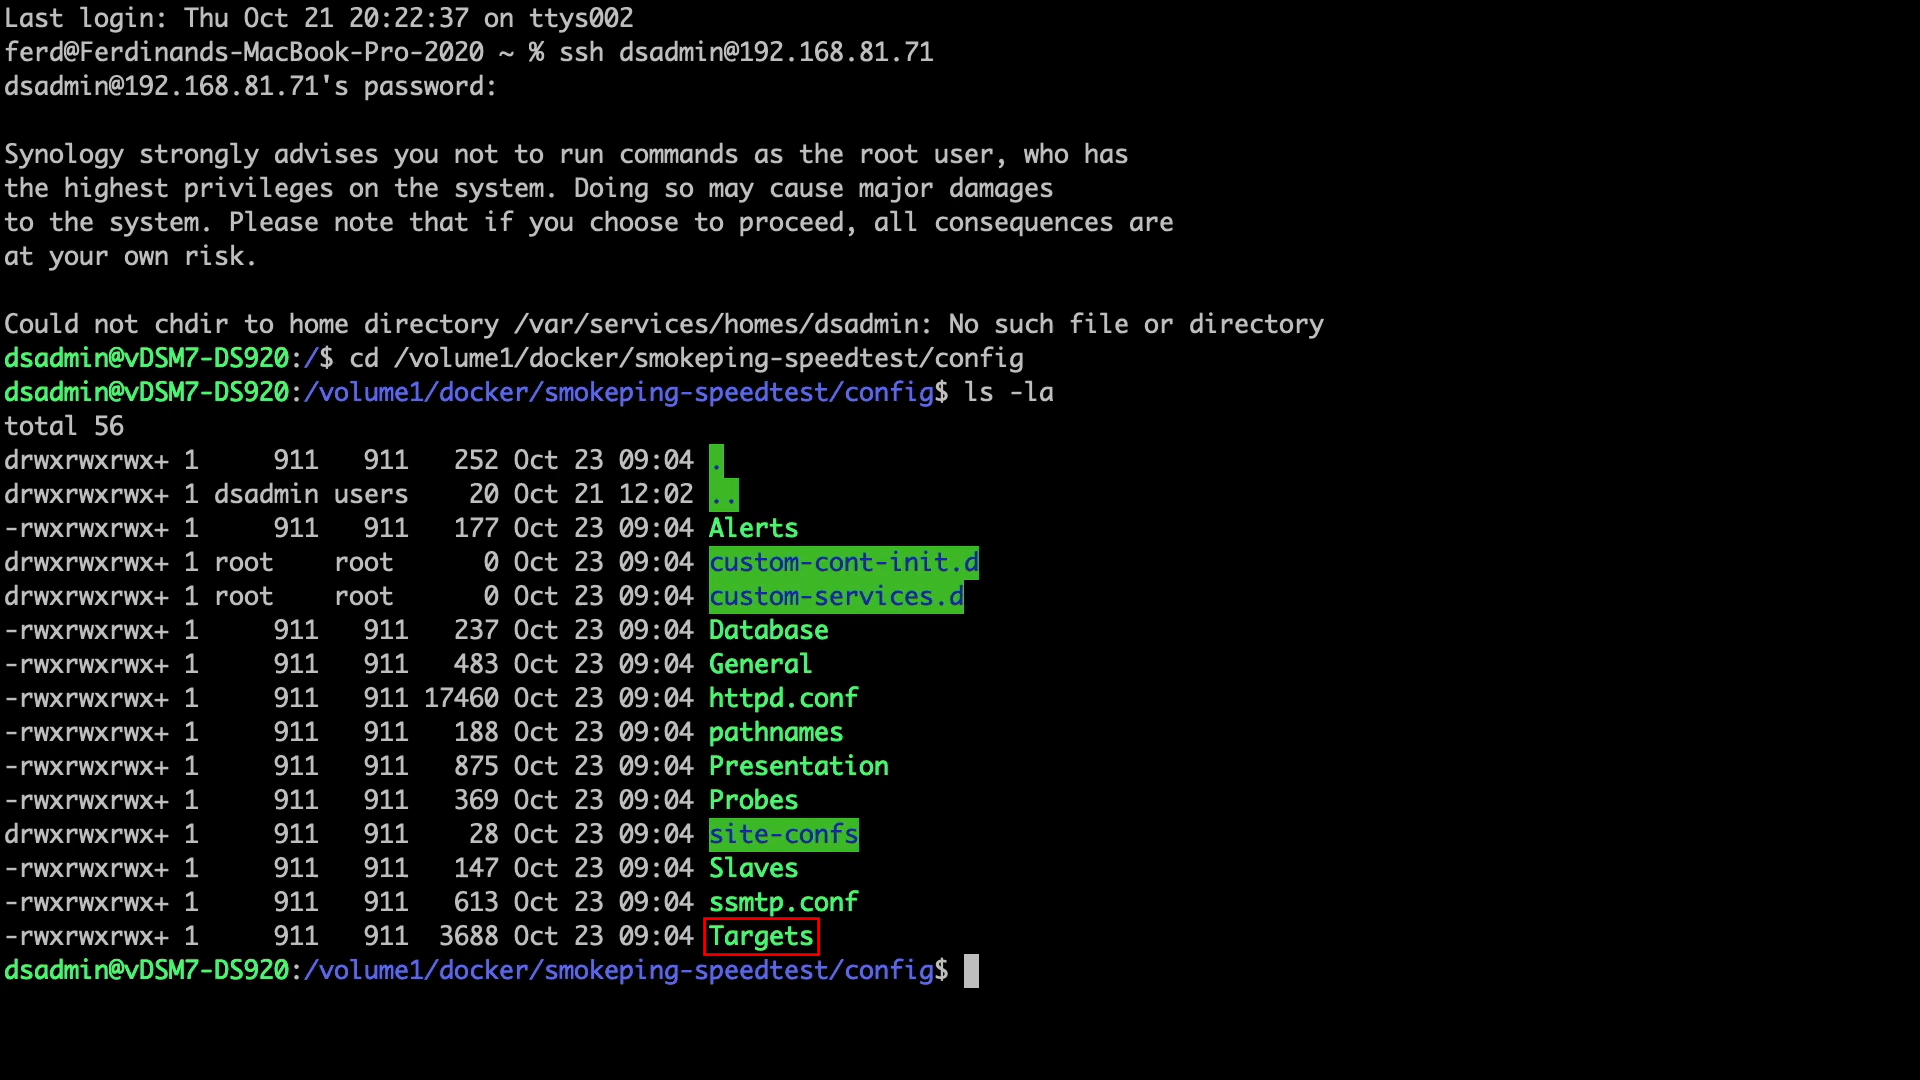 Last login: Thu Oct 21 20:22:37 on ttys002
ferd@Ferdinands-MacBook-Pro-2020 ~ % ssh dsadmin@192.168.81.71
dsadmin@192.168.81.71's password:
Synology strongly advises you not to run commands as the root user, who has
the highest privileges on the system. Doing so may cause major damages
to the system. Please note that if you choose to proceed, all consequences are
at your own risk.
Could not chdir to home directory /var/services/homes/dsadmin: No such file or directory
dsadmin@vDSM7-DS920:/$ cd /volume1/docker/smokeping-speedtest/config
dsadmin@vDSM7-DS920:/volume1/docker/smokeping-speedtest/config$ ls -la
total 56
drwxrwxrwx+ 1     911   911   252 Oct 23 09:04 .
drwxrwxrwx+ 1 dsadmin users    20 Oct 21 12:02 ..
-rwxrwxrwx+ 1     911   911   177 Oct 23 09:04 Alerts
drwxrwxrwx+ 1 root    root      0 Oct 23 09:04 custom-cont-init.d
drwxrwxrwx+ 1 root    root      0 Oct 23 09:04 custom-services.d
-rwxrwxrwx+ 1     911   911   237 Oct 23 09:04 Database
-rwxrwxrwx+ 1     911   911   483 Oct 23 09:04 General
-rwxrwxrwx+ 1     911   911 17460 Oct 23 09:04 httpd.conf
-rwxrwxrwx+ 1     911   911   188 Oct 23 09:04 pathnames
-rwxrwxrwx+ 1     911   911   875 Oct 23 09:04 Presentation
-rwxrwxrwx+ 1     911   911   369 Oct 23 09:04 Probes
drwxrwxrwx+ 1     911   911    28 Oct 23 09:04 site-confs
-rwxrwxrwx+ 1     911   911   147 Oct 23 09:04 Slaves
-rwxrwxrwx+ 1     911   911   613 Oct 23 09:04 ssmtp.conf
-rwxrwxrwx+ 1     911   911  3688 Oct 23 09:04 Targets
dsadmin@vDSM7-DS920:/volume1/docker/smokeping-speedtest/config$